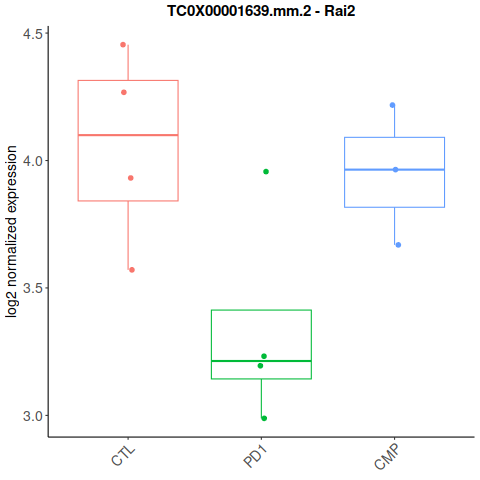 TC0X00001639.mm.2 - Rai2
log2 normalized expression
4.5
4.0
3.5
3.0
CTL
PD1
CMP